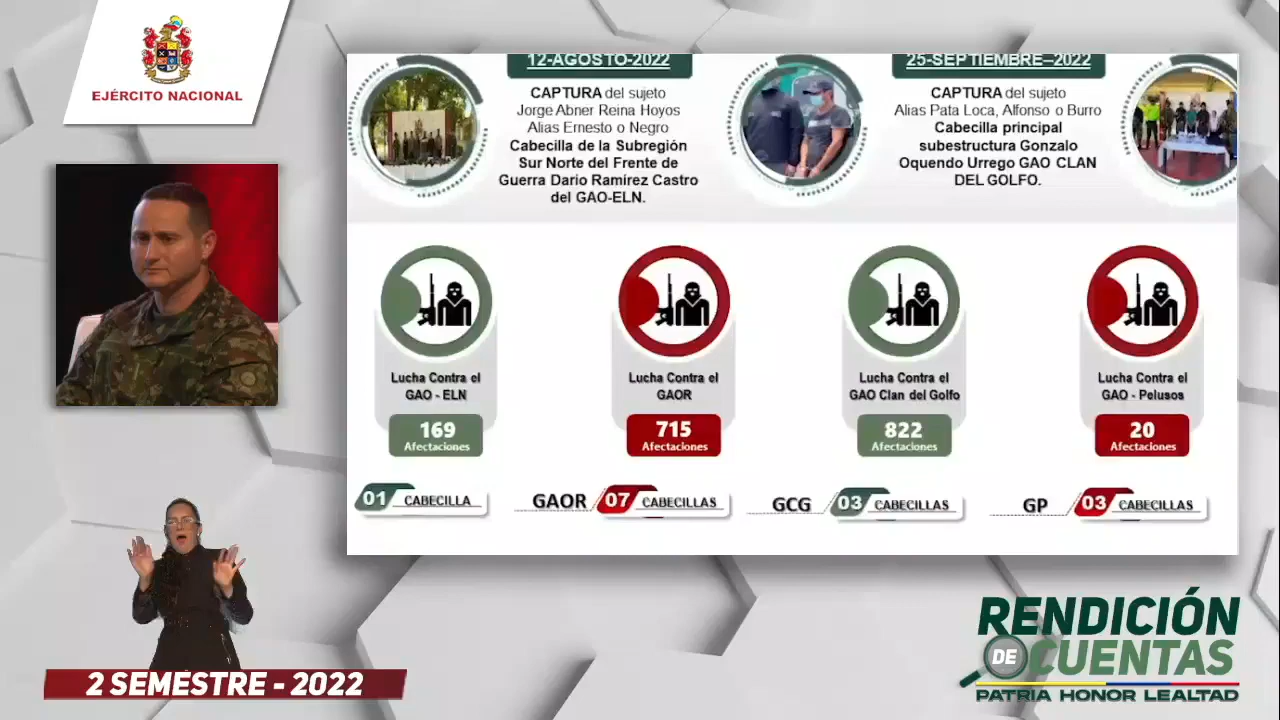 EJÉRCITO NACIONAL
12-AGOSTO-2022
CAPTURA del sujeto
Jorge Abner Reina Hoyos
Alias Ernesto o Negro
Cabecilla de la Subregión
Sur Norte del Frente de
Guerra Dario Ramírez Castro
del GAO-ELN.
25-SEPTIEMBRE–2022
CAPTURA del sujeto
Alias Pata Loca, Alfonso o Burro
Cabecilla principal
subestructura Gonzalo
Oquendo Urrego GAO CLAN
DEL GOLFO.
Lucha Contra el
GAO - ELN
169
Afectaciones
01 CABECILLA
Lucha Contra el
GAOR
715
Afectaciones
GAOR 07 CABECILLAS
Lucha Contra el
GAO Clan del Golfo
822
Afectaciones
GCG 03 CABECILLAS
Lucha Contra el
GAO - Pelusos
20
Afectaciones
GP 03 CABECILLAS
2 SEMESTRE - 2022
RENDICIÓN
DE CUENTAS
PATRIA HONOR LEALTAD